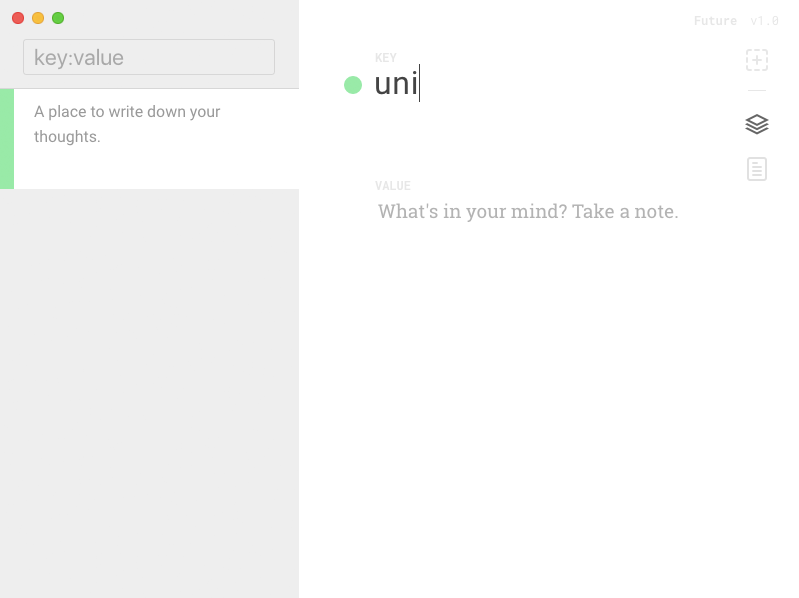 Future v1.0
key:value
A place to write down your
thoughts.
KEY
uni
VALUE
What's in your mind? Take a note.